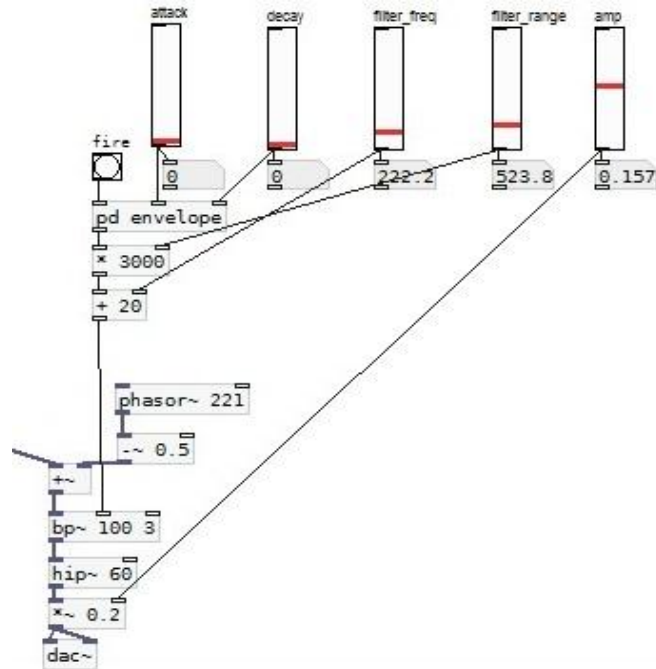 attack
decay
filter_freq
filter_range
amp
fire
0
0
222.2
523.8
0.157
pd envelope
* 3000
+ 20
phasor~ 221
-~ 0.5
+~
bp~ 100 3
hip~ 60
*~ 0.2
dac~